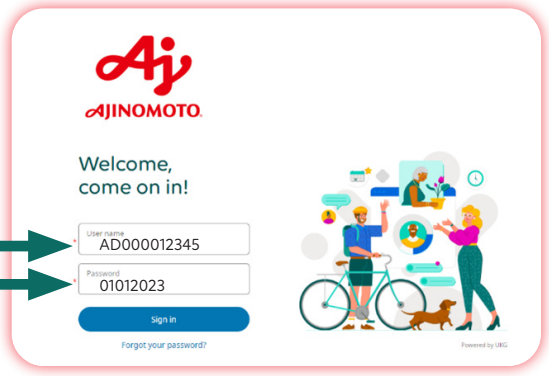 Aj
AJINOMOTO.
Welcome,
come on in!
User name
* AD000012345
Password
* 01012023
Sign in
Forgot your password?
Powered by UKG